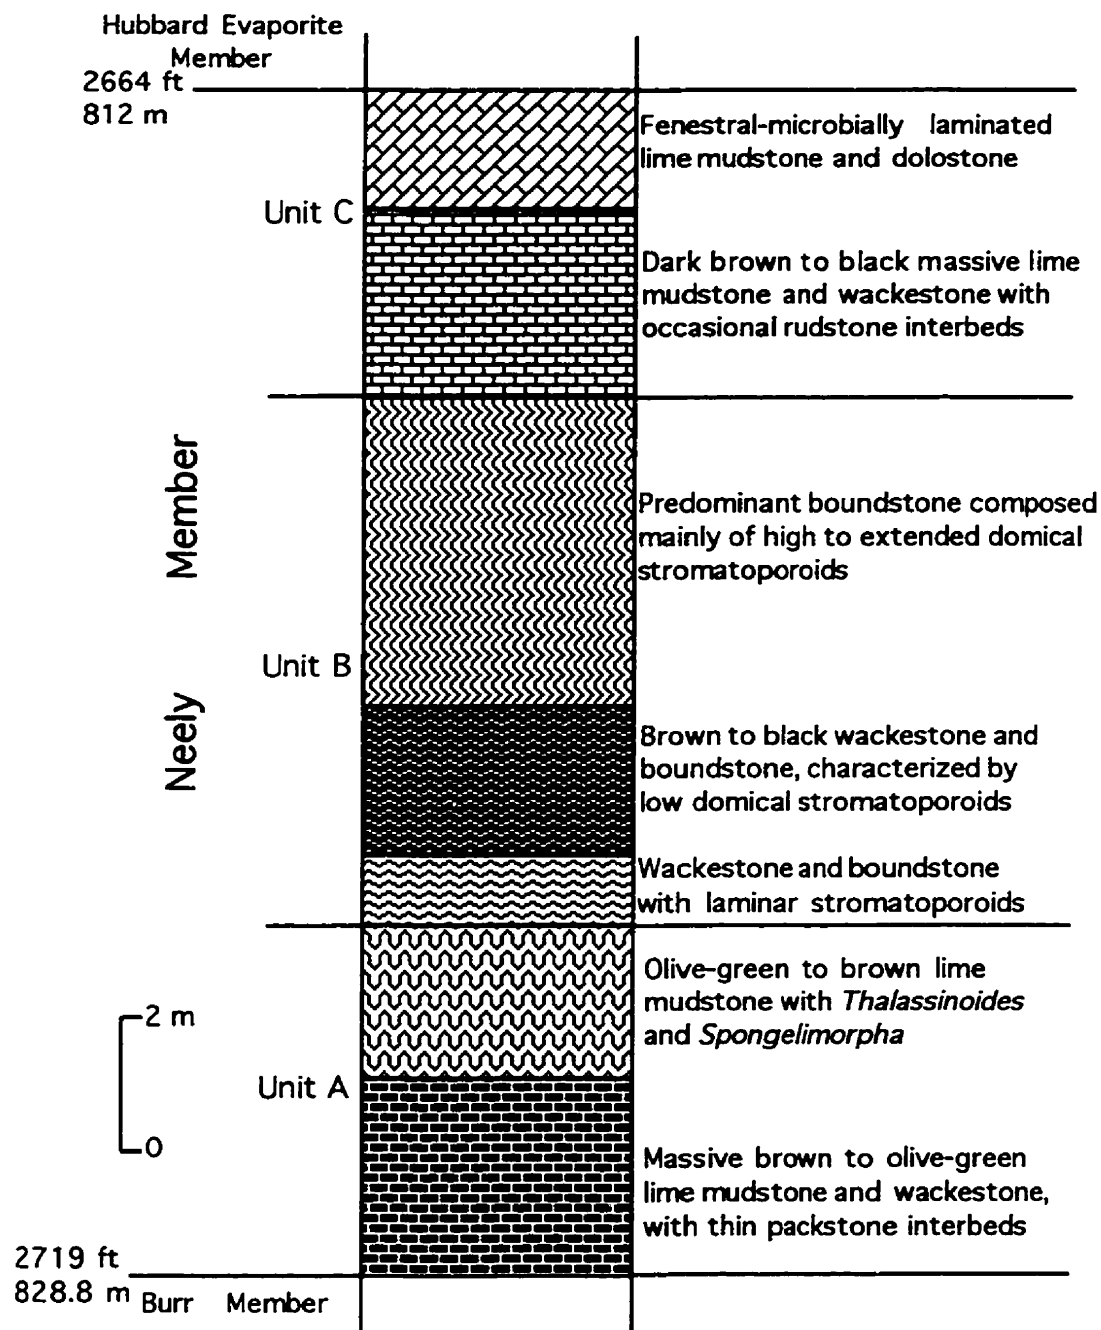 Hubbard Evaporite
Member
2664 ft
812 m
Fenestral-microbially laminated
lime mudstone and dolostone
Unit C
Dark brown to black massive lime
mudstone and wackestone with
occasional rudstone interbeds
Neely Member
Predominant boundstone composed
mainly of high to extended domical
stromatoporoids
Unit B
Brown to black wackestone and
boundstone, characterized by
low domical stromatoporoids
Wackestone and boundstone
with laminar stromatoporoids
Olive-green to brown lime
mudstone with Thalassinoides
and Spongelimorpha
2 m
Unit A
0
Massive brown to olive-green
lime mudstone and wackestone,
with thin packstone interbeds
2719 ft
828.8 m
Burr Member